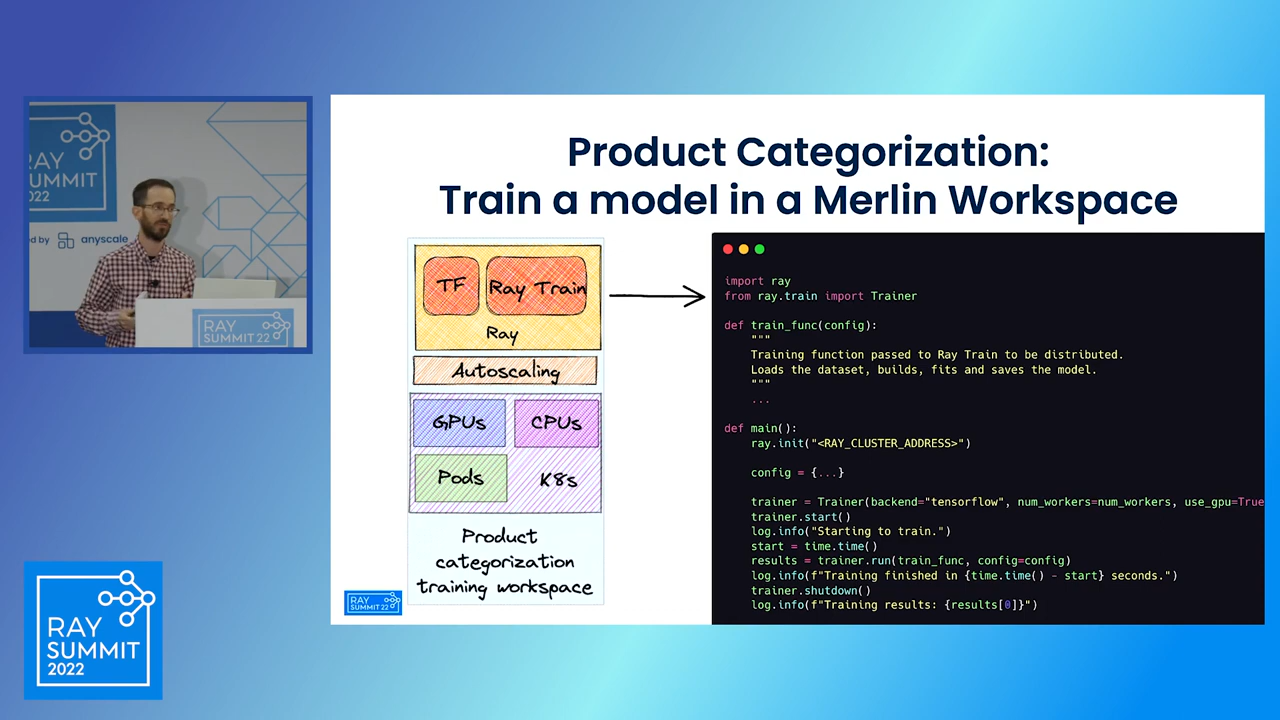 RAY
SUMMIT
2022
anyscale
RAY
SUMMIT 22
RAY
SUMMIT
2022
Product Categorization:
Train a model in a Merlin Workspace
TF
Ray Train
Ray
Autoscaling
GPUs
CPUs
Pods
K8s
Product
categorization
training workspace
RAY
SUMMIT 22
import ray
from ray.train import Trainer
def train_func(config):
"""
Training function passed to Ray Train to be distributed.
Loads the dataset, builds, fits and saves the model.
"""
...
def main():
ray.init("<RAY_CLUSTER_ADDRESS>")
config = {...}
trainer = Trainer(backend="tensorflow", num_workers=num_workers, use_gpu=True
trainer.start()
log.info("Starting to train.")
start = time.time()
results = trainer.run(train_func, config=config)
log.info(f"Training finished in {time.time() - start} seconds.")
trainer.shutdown()
log.info(f"Training results: {results[0]}")